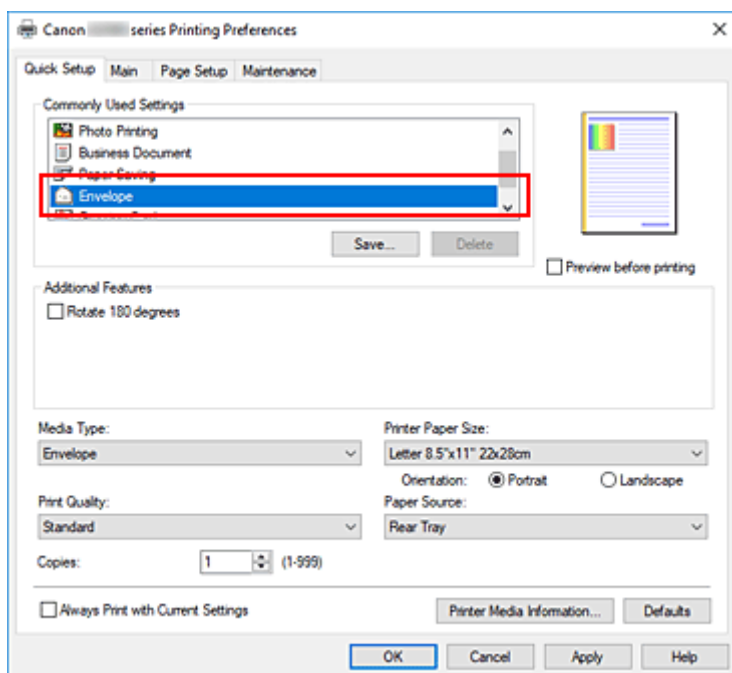 Canon series Printing Preferences
Quick Setup Main Page Setup Maintenance
Commonly Used Settings
Photo Printing
Business Document
Paper Saving
Envelope
Save... Delete
Preview before printing
Additional Features
Rotate 180 degrees
Media Type: Printer Paper Size:
Envelope Letter 8.5"x11" 22x28cm
Orientation: Portrait Landscape
Print Quality: Paper Source:
Standard Rear Tray
Copies: 1 (1-999)
Always Print with Current Settings Printer Media Information... Defaults
OK Cancel Apply Help